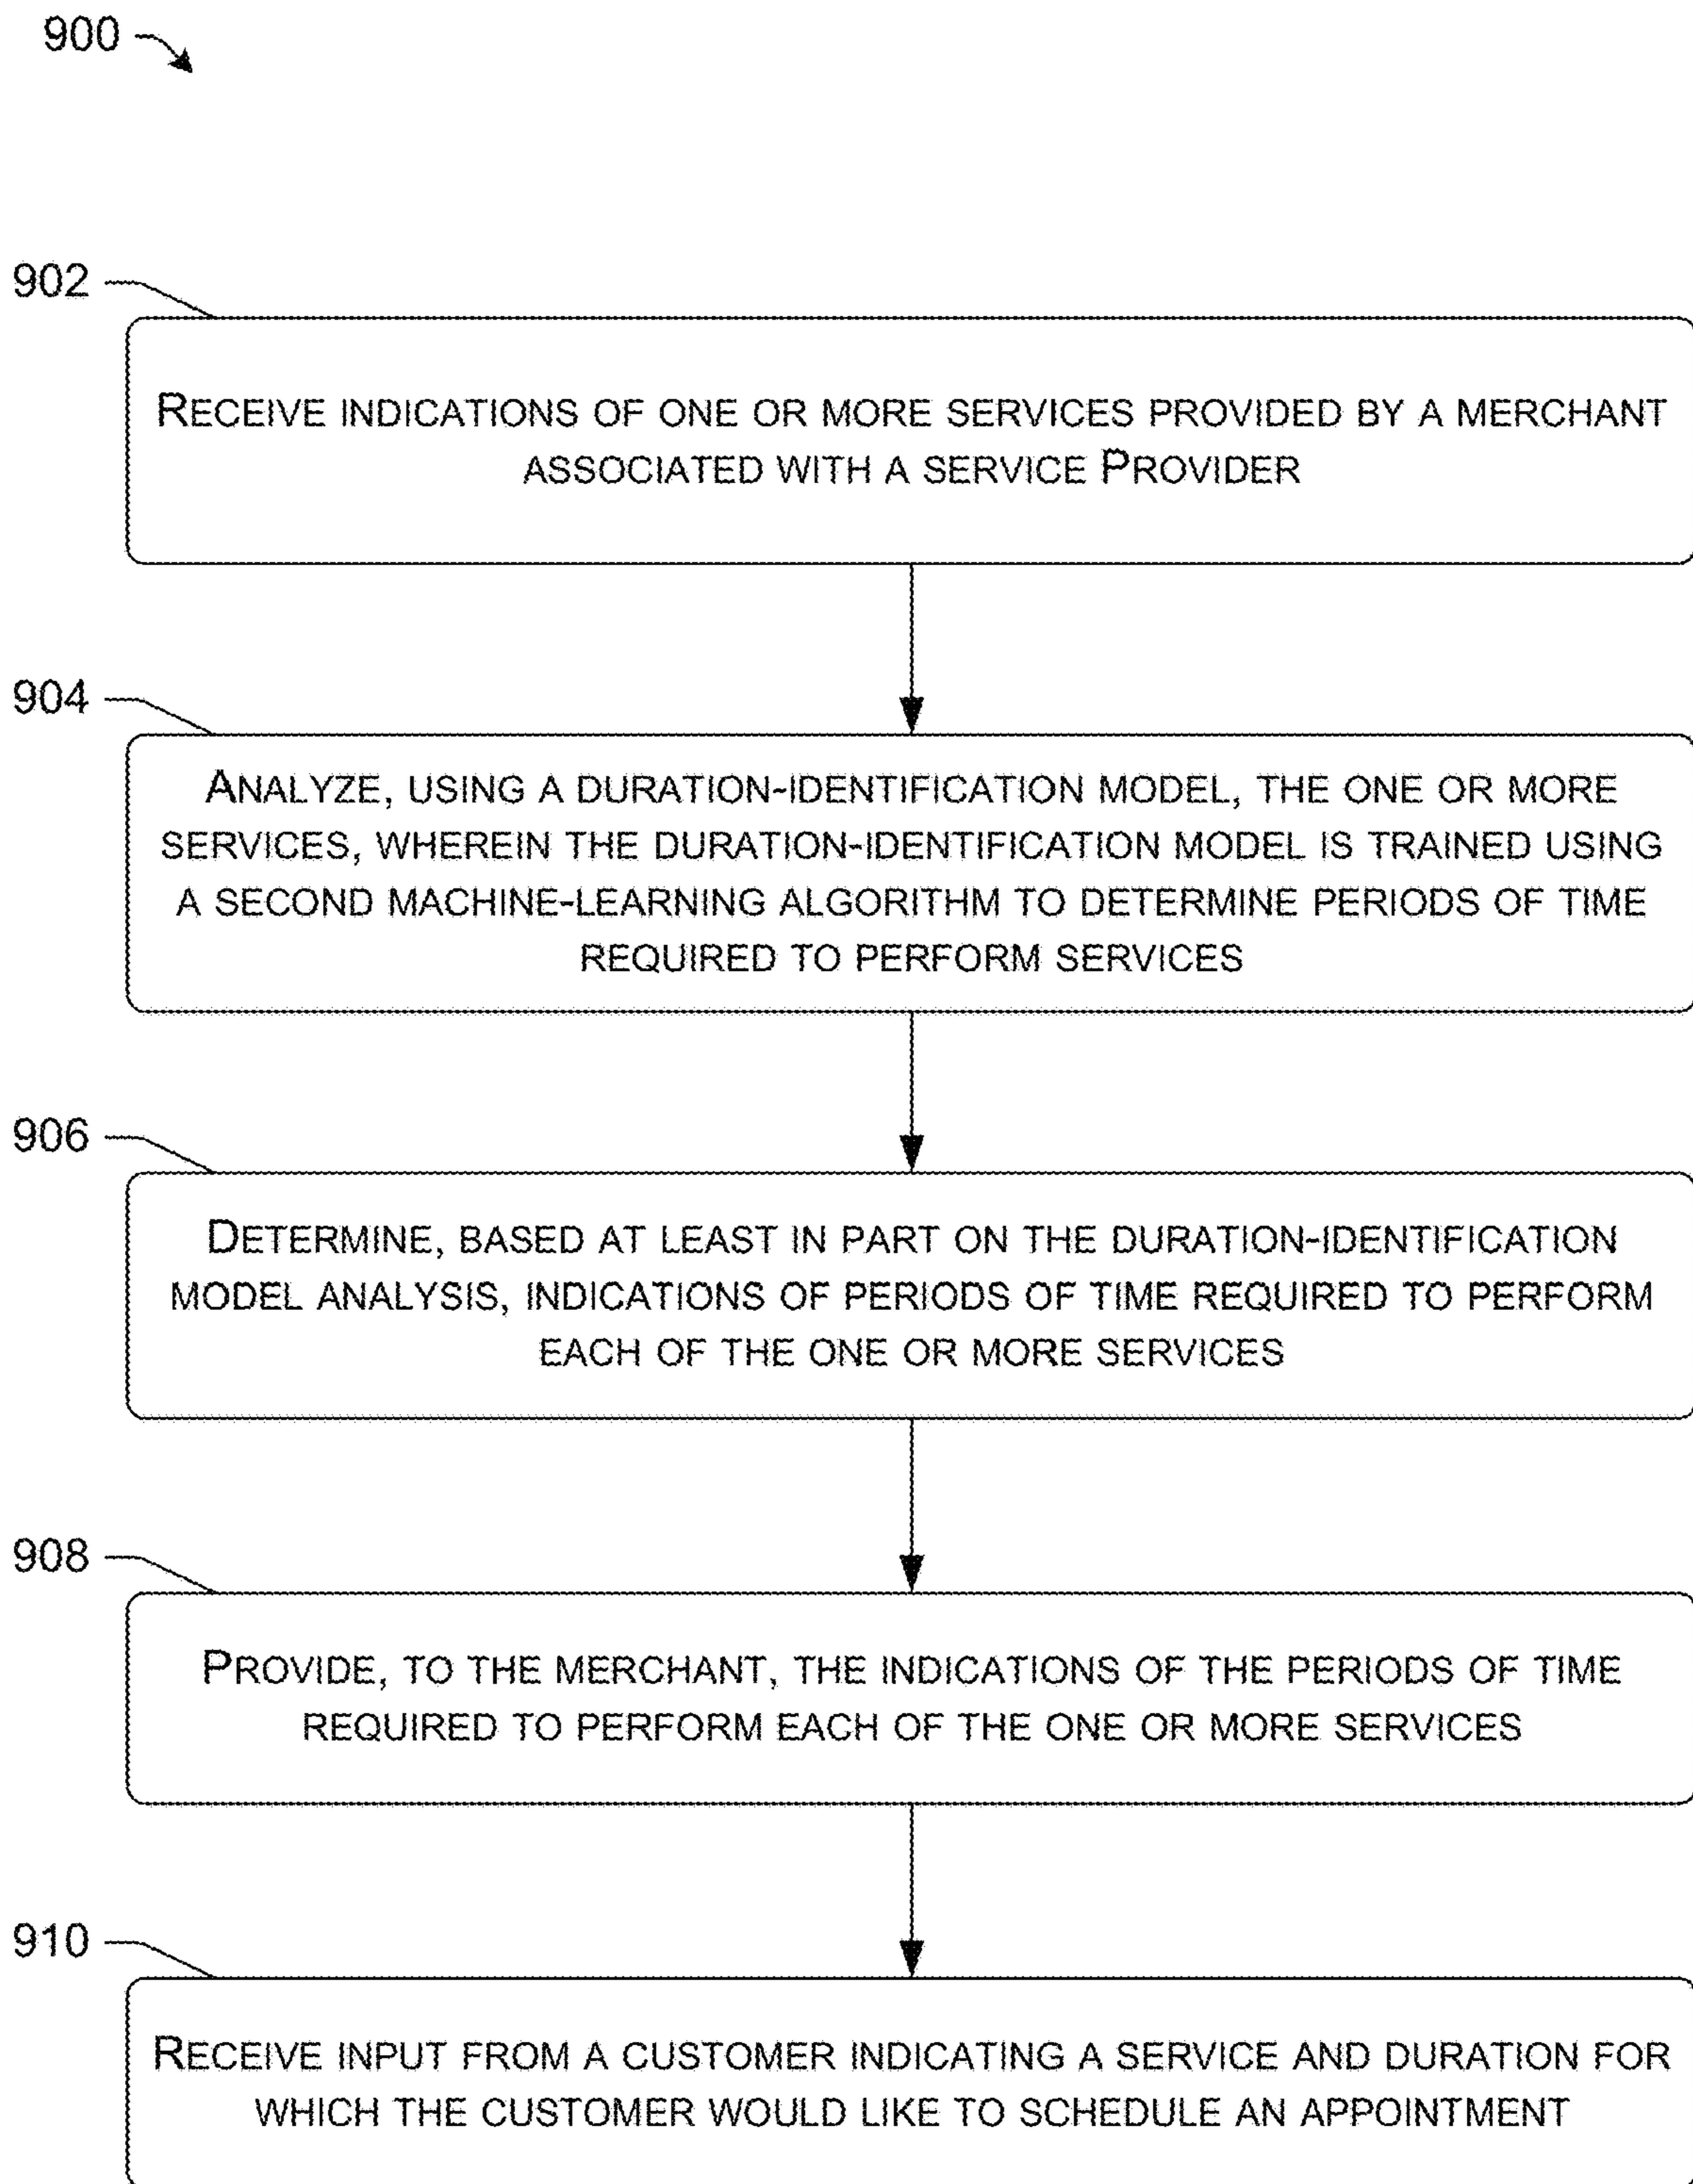 900
902
RECEIVE INDICATIONS OF ONE OR MORE SERVICES PROVIDED BY A MERCHANT
ASSOCIATED WITH A SERVICE PROVIDER
904
ANALYZE, USING A DURATION-IDENTIFICATION MODEL, THE ONE OR MORE
SERVICES, WHEREIN THE DURATION-IDENTIFICATION MODEL IS TRAINED USING
A SECOND MACHINE-LEARNING ALGORITHM TO DETERMINE PERIODS OF TIME
REQUIRED TO PERFORM SERVICES
906
DETERMINE, BASED AT LEAST IN PART ON THE DURATION-IDENTIFICATION
MODEL ANALYSIS, INDICATIONS OF PERIODS OF TIME REQUIRED TO PERFORM
EACH OF THE ONE OR MORE SERVICES
908
PROVIDE, TO THE MERCHANT, THE INDICATIONS OF THE PERIODS OF TIME
REQUIRED TO PERFORM EACH OF THE ONE OR MORE SERVICES
910
RECEIVE INPUT FROM A CUSTOMER INDICATING A SERVICE AND DURATION FOR
WHICH THE CUSTOMER WOULD LIKE TO SCHEDULE AN APPOINTMENT